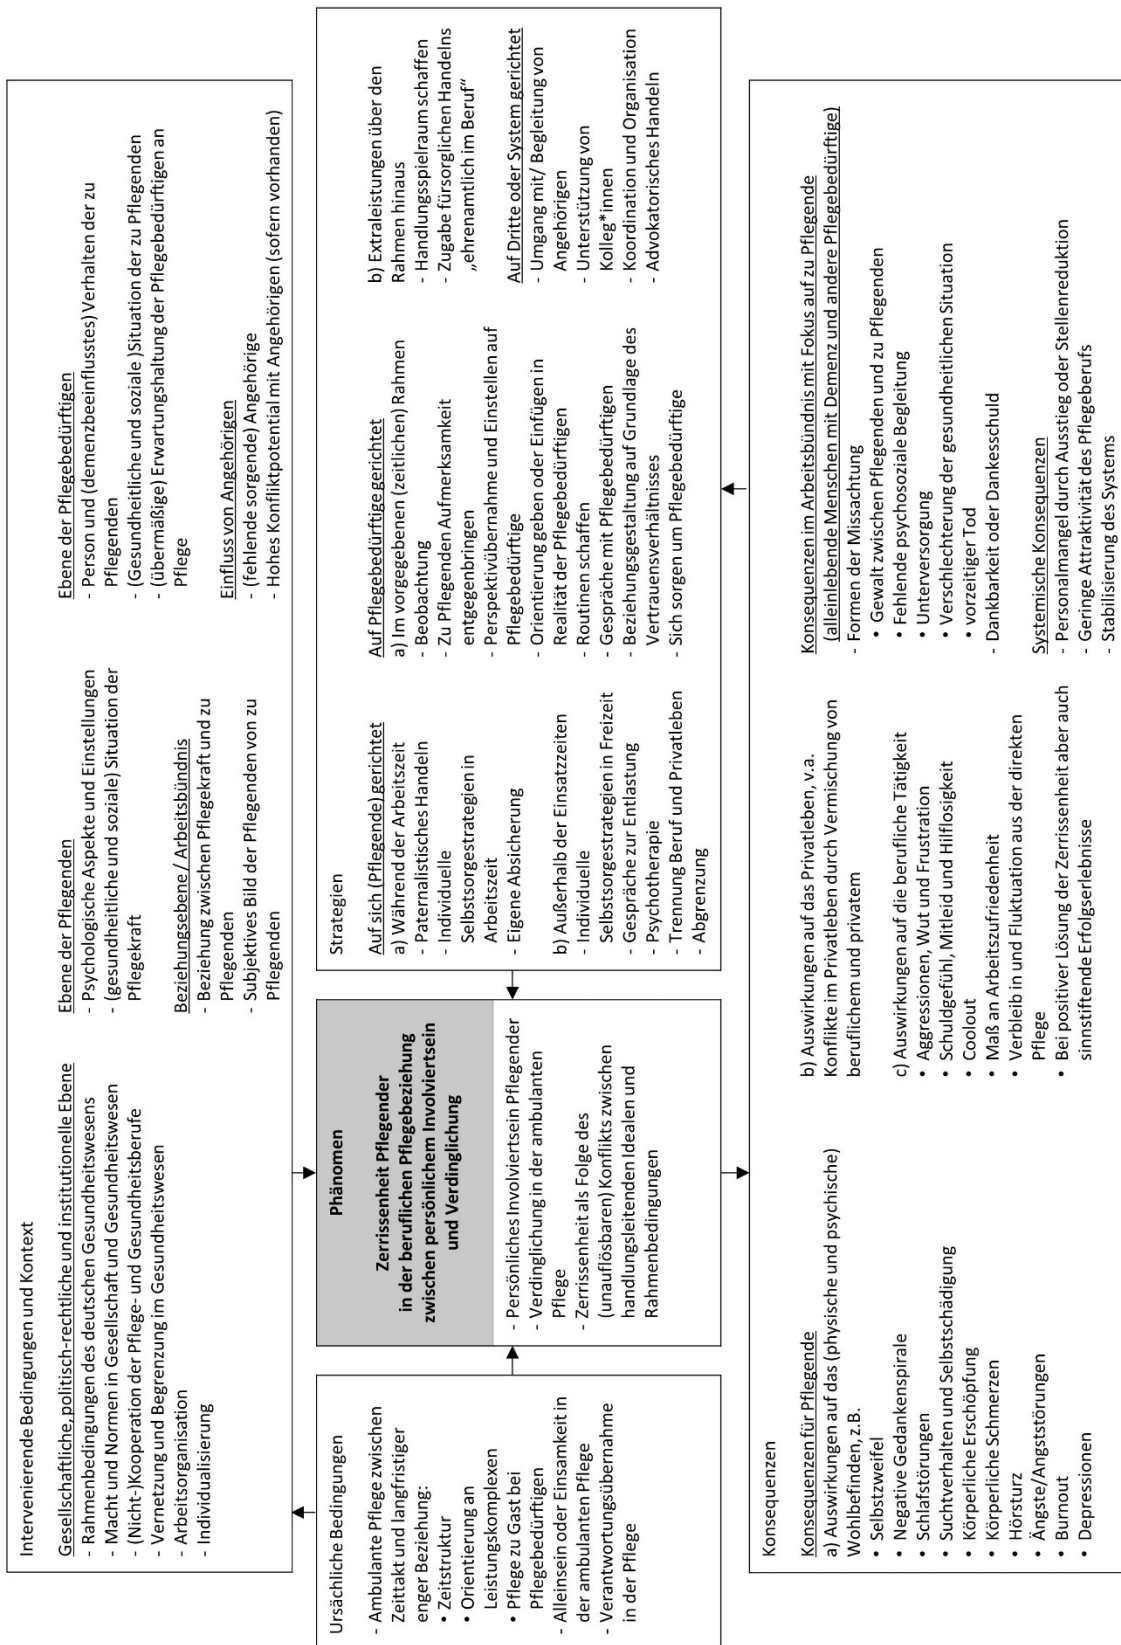 Intervenierende Bedingungen und Kontext
Gesellschaftliche, politisch-rechtliche und institutionelle Ebene
- Rahmenbedingungen des deutschen Gesundheitswesens
- Macht und Normen in Gesellschaft und Gesundheitswesen
- (Nicht-)Kooperation der Pflege- und Gesundheitsberufe
- Vernetzung und Begrenzung im Gesundheitswesen
- Arbeitsorganisation
- Individualisierung
Ebene der Pflegenden
- Psychologische Aspekte und Einstellungen
- (gesundheitliche und soziale) Situation der
Pflegekraft
Beziehungsebene / Arbeitsbündnis
- Beziehung zwischen Pflegekraft und zu
Pflegenden
- Subjektives Bild der Pflegenden von zu
Pflegenden
Ebene der Pflegebedürftigen
- Person und (demenzbeeinflusstes) Verhalten der zu
Pflegenden
- (Gesundheitliche und soziale )Situation der zu Pflegenden
- (übermäßige) Erwartungshaltung der Pflegebedürftigen an
Pflege
Einfluss von Angehörigen
- (fehlende sorgende) Angehörige
- Hohes Konfliktpotential mit Angehörigen (sofern vorhanden)
Ursächliche Bedingungen
- Ambulante Pflege zwischen
Zeittakt und langfristiger
enger Beziehung:
• Zeitstruktur
• Orientierung an
Leistungskomplexen
• Pflege zu Gast bei
Pflegebedürftigen
- Alleinsein oder Einsamkeit in
der ambulanten Pflege
- Verantwortungsübernahme
in der Pflege
Phänomen
Zerrissenheit Pflegender
in der beruflichen Pflegebeziehung
zwischen persönlichem Involviertsein
und Verdinglichung
- Persönliches Involviertsein Pflegender
- Verdinglichung in der ambulanten
Pflege
- Zerrissenheit als Folge des
(unauflösbaren) Konflikts zwischen
handlungsleitenden Idealen und
Rahmenbedingungen
Strategien
Auf sich (Pflegende) gerichtet
a) Während der Arbeitszeit
- Paternalistisches Handeln
- Individuelle
Selbstsorgestrategien in
Arbeitszeit
- Eigene Absicherung
b) Außerhalb der Einsatzzeiten
- Individuelle
Selbstsorgestrategien in Freizeit
- Gespräche zur Entlastung
- Psychotherapie
- Trennung Beruf und Privatleben
- Abgrenzung
Auf Pflegebedürftige gerichtet
a) Im vorgegebenen (zeitlichen) Rahmen
- Beobachtung
- Zu Pflegenden Aufmerksamkeit
entgegenbringen
- Perspektivübernahme und Einstellen auf
Pflegebedürftige
- Orientierung geben oder Einfügen in
Realität der Pflegebedürftigen
- Routinen schaffen
- Gespräche mit Pflegebedürftigen
- Beziehungsgestaltung auf Grundlage des
Vertrauensverhältnisses
- Sich sorgen um Pflegebedürftige
b) Extraleistungen über den
Rahmen hinaus
- Handlungsspielraum schaffen
- Zugabe fürsorglichen Handelns
„ehrenamtlich im Beruf“
Auf Dritte oder System gerichtet
- Umgang mit/ Begleitung von
Angehörigen
- Unterstützung von
Kolleg*innen
- Koordination und Organisation
- Advokatorisches Handeln
Konsequenzen
Konsequenzen für Pflegende
a) Auswirkungen auf das (physische und psychische)
Wohlbefinden, z.B.
• Selbstzweifel
• Negative Gedankenspirale
• Schlafstörungen
• Suchtverhalten und Selbstschädigung
• Körperliche Erschöpfung
• Körperliche Schmerzen
• Hörsturz
• Ängste/Angststörungen
• Burnout
• Depressionen
b) Auswirkungen auf das Privatleben, v.a.
Konflikte im Privatleben durch Vermischung von
beruflichem und privatem
c) Auswirkungen auf die berufliche Tätigkeit
• Aggressionen, Wut und Frustration
• Schuldgefühl, Mitleid und Hilflosigkeit
• Coolout
• Maß an Arbeitszufriedenheit
• Verbleib in und Fluktuation aus der direkten
Pflege
• Bei positiver Lösung der Zerrissenheit aber auch
sinnstiftende Erfolgserlebnisse
Konsequenzen im Arbeitsbündnis mit Fokus auf zu Pflegende
(alleinlebende Menschen mit Demenz und andere Pflegebedürftige)
- Formen der Missachtung
• Gewalt zwischen Pflegenden und zu Pflegenden
• Fehlende psychosoziale Begleitung
• Unterversorgung
• Verschlechterung der gesundheitlichen Situation
• vorzeitiger Tod
- Dankbarkeit oder Dankesschuld
Systemische Konsequenzen
- Personalmangel durch Ausstieg oder Stellenreduktion
- Geringe Attraktivität des Pflegeberufs
- Stabilisierung des Systems